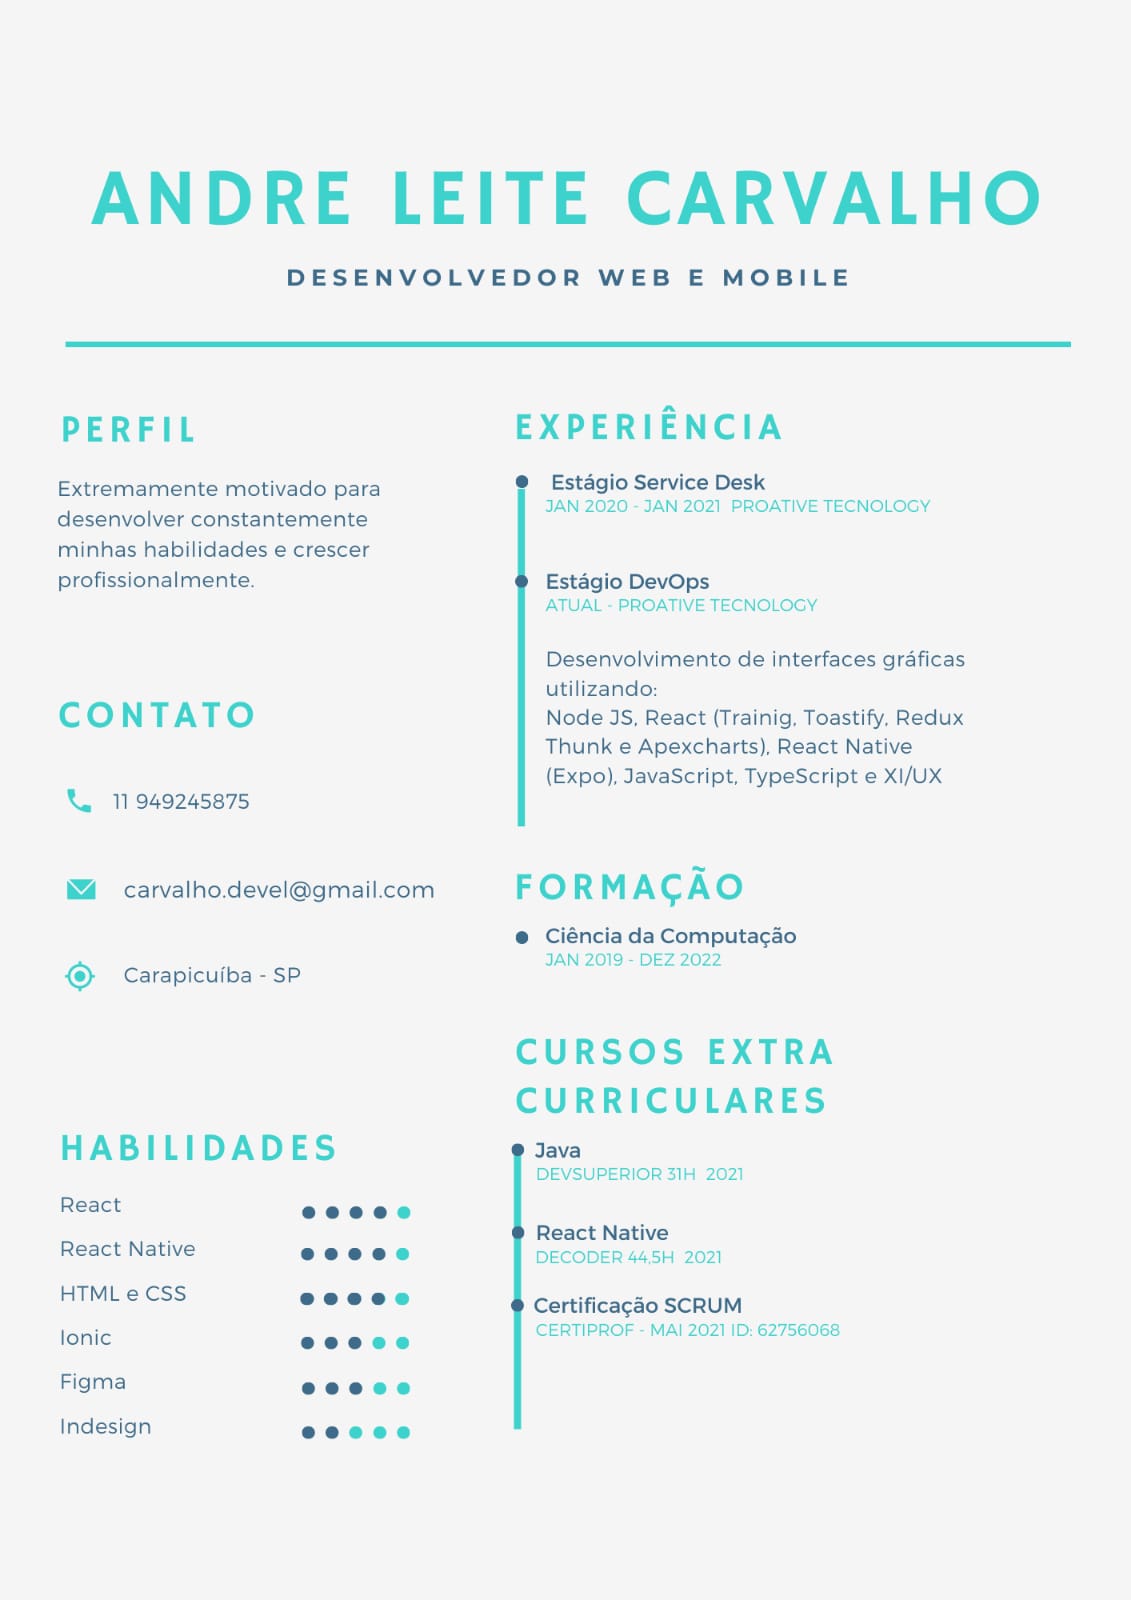 ANDRE LEITE CARVALHO
DESENVOLVEDOR WEB E MOBILE
PERFIL
Extremamente motivado para
desenvolver constantemente
minhas habilidades e crescer
profissionalmente.
CONTATO
11 949245875
carvalho.devel@gmail.com
Carapicuíba - SP
HABILIDADES
React
React Native
HTML e CSS
Ionic
Figma
Indesign
EXPERIÊNCIA
Estágio Service Desk
JAN 2020 - JAN 2021 PROATIVE TECNOLOGY
Estágio DevOps
ATUAL - PROATIVE TECNOLOGY
Desenvolvimento de interfaces gráficas
utilizando:
Node JS, React (Trainig, Toastify, Redux
Thunk e Apexcharts), React Native
(Expo), JavaScript, TypeScript e XI/UX
FORMAÇÃO
Ciência da Computação
JAN 2019 - DEZ 2022
CURSOS EXTRA
CURRICULARES
Java
DEVSUPERIOR 31H 2021
React Native
DECODER 44,5H 2021
Certificação SCRUM
CERTIPROF - MAI 2021 ID: 62756068